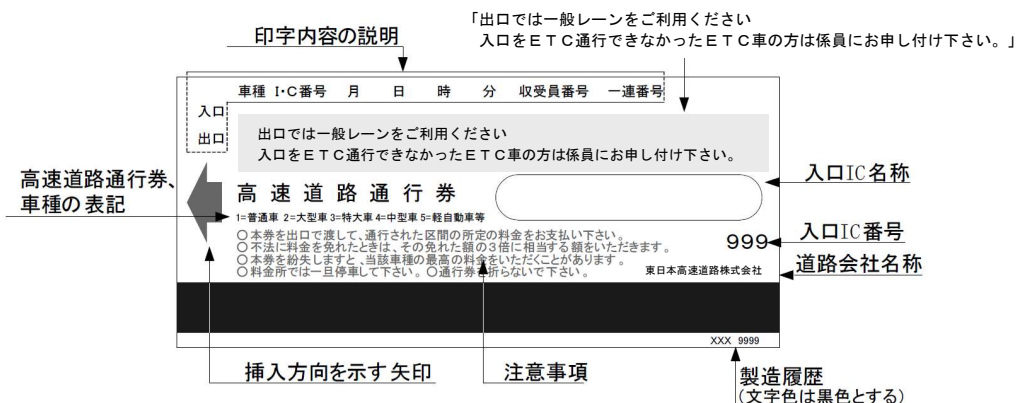 「出口では一般レーンをご利用ください
入口をＥＴＣ通行できなかったＥＴＣ車の方は係員にお申し付け下さい。」
印字内容の説明
車種 I・C番号 月 日 時 分 収受員番号 一連番号
入口
出口
出口では一般レーンをご利用ください
入口をＥＴＣ通行できなかったＥＴＣ車の方は係員にお申し付け下さい。
高速道路通行券、
車種の表記
高速道路通行券
入口IC名称
1=普通車 2=大型車 3=特大車 4=中型車 5=軽自動車等
〇本券を出口で渡して、通行された区間の所定の料金をお支払い下さい。
〇不法に料金を免れたときは、その免れた額の３倍に相当する額をいただきます。
〇本券を紛失しますと、当該車種の最高の料金をいただくことがあります。
〇料金所では一旦停車して下さい。〇通行券を折らないで下さい。
999
入口IC番号
東日本高速道路株式会社
道路会社名称
XXX 9999
挿入方向を示す矢印
注意事項
製造履歴
(文字色は黒色とする)